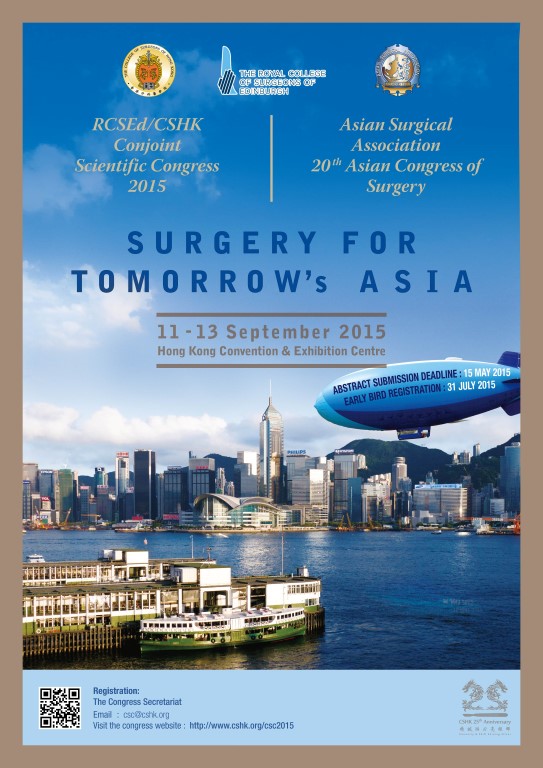 THE ROYAL COLLEGE
OF SURGEONS OF
EDINBURGH
RCSEd/CSHK
Conjoint
Scientific Congress
2015
Asian Surgical
Association
20th Asian Congress of
Surgery
SURGERY FOR
TOMORROW's ASIA
11 - 13 September 2015
Hong Kong Convention & Exhibition Centre
ABSTRACT SUBMISSION DEADLINE : 15 MAY 2015
EARLY BIRD REGISTRATION : 31 JULY 2015
PHILIPS
Registration:
The Congress Secretariat
Email : csc@cshk.org
Visit the congress website : http://www.cshk.org/csc2015
CSHK 25th Anniversary